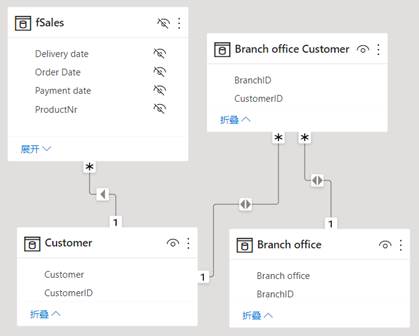 fSales
Delivery date
Order Date
Payment date
ProductNr
展开
Branch office Customer
BranchID
CustomerID
折叠
*
*
*
1
1
1
Customer
Customer
CustomerID
折叠
Branch office
Branch office
BranchID
折叠